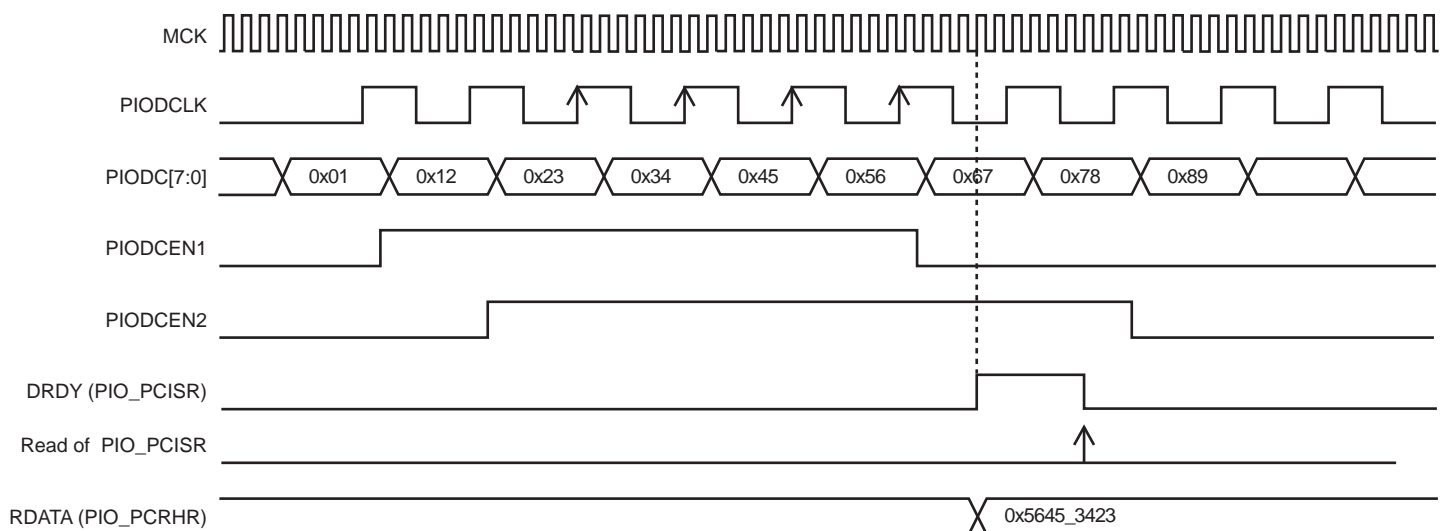 MCK
PIODCLK
PIODC[7:0] 0x01 0x12 0x23 0x34 0x45 0x56 0x67 0x78 0x89
PIODCEN1
PIODCEN2
DRDY (PIO_PCISR)
Read of PIO_PCISR
RDATA (PIO_PCRHR) 0x5645_3423